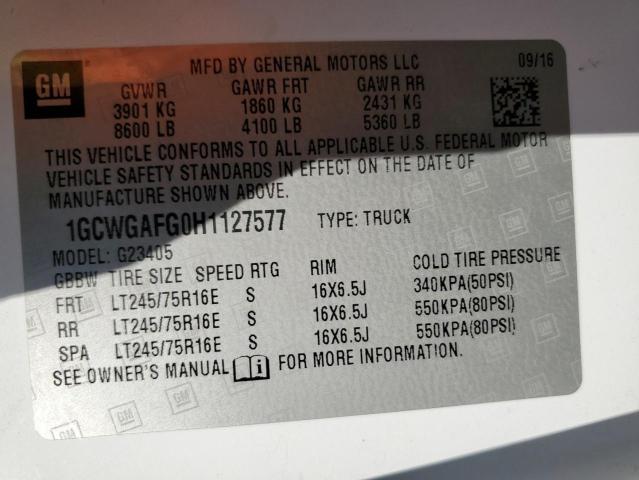 GM
MFD BY GENERAL MOTORS LLC 09/16
GVWR GAWR FRT GAWR RR
3901 KG 1860 KG 2431 KG
8600 LB 4100 LB 5360 LB
THIS VEHICLE CONFORMS TO ALL APPLICABLE U.S. FEDERAL MOTOR
VEHICLE SAFETY STANDARDS IN EFFECT ON THE DATE OF
MANUFACTURE SHOWN ABOVE.
1GCWGAFG0H1127577 TYPE: TRUCK
MODEL: G23405
GBBW TIRE SIZE SPEED RTG RIM COLD TIRE PRESSURE
FRT LT245/75R16E S 16X6.5J 340KPA(50PSI)
RR LT245/75R16E S 16X6.5J 550KPA(80PSI)
SPA LT245/75R16E S 16X6.5J 550KPA(80PSI)
SEE OWNER'S MANUAL FOR MORE INFORMATION.